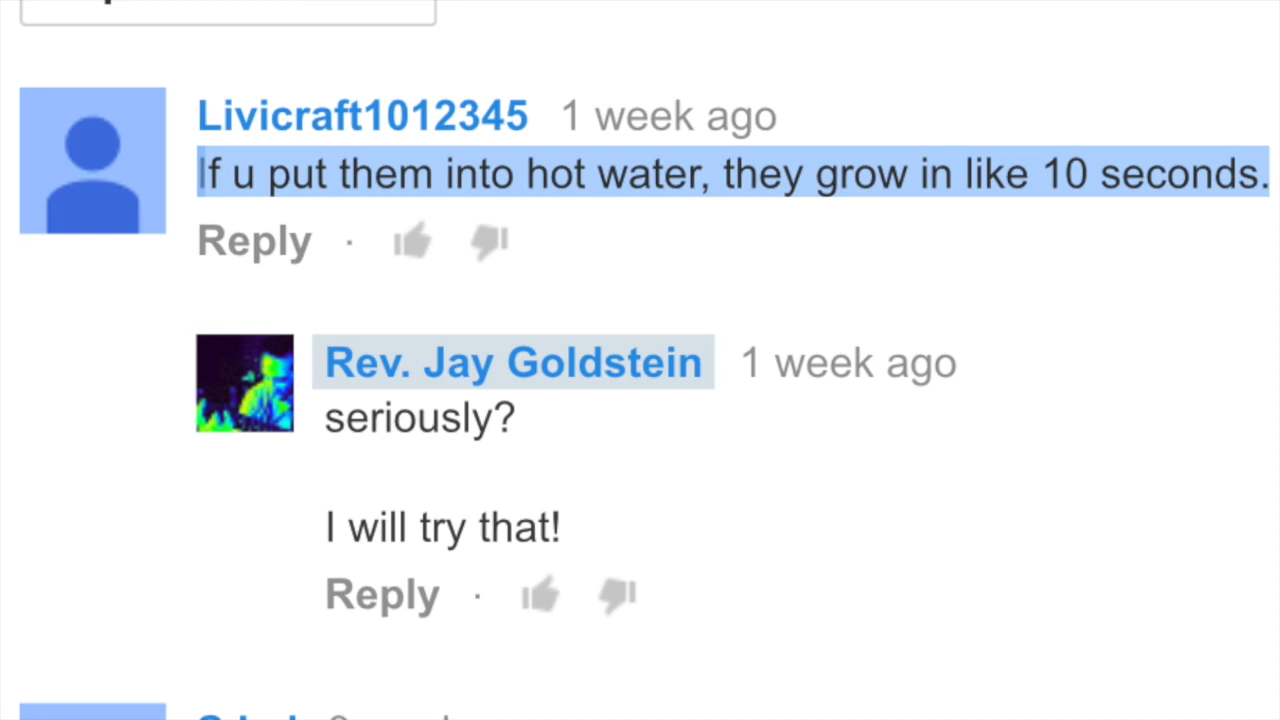 Livicraft1012345 1 week ago
If u put them into hot water, they grow in like 10 seconds.
Reply ·
Rev. Jay Goldstein 1 week ago
seriously?
I will try that!
Reply ·